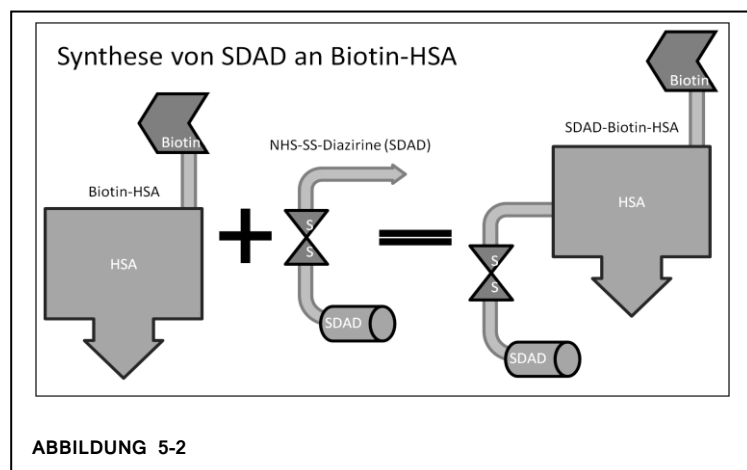 Synthese von SDAD an Biotin-HSA
Biotin
Biotin-HSA
HSA
NHS-SS-Diazirine (SDAD)
S
S
SDAD
Biotin
SDAD-Biotin-HSA
HSA
S
S
SDAD
ABBILDUNG 5-2